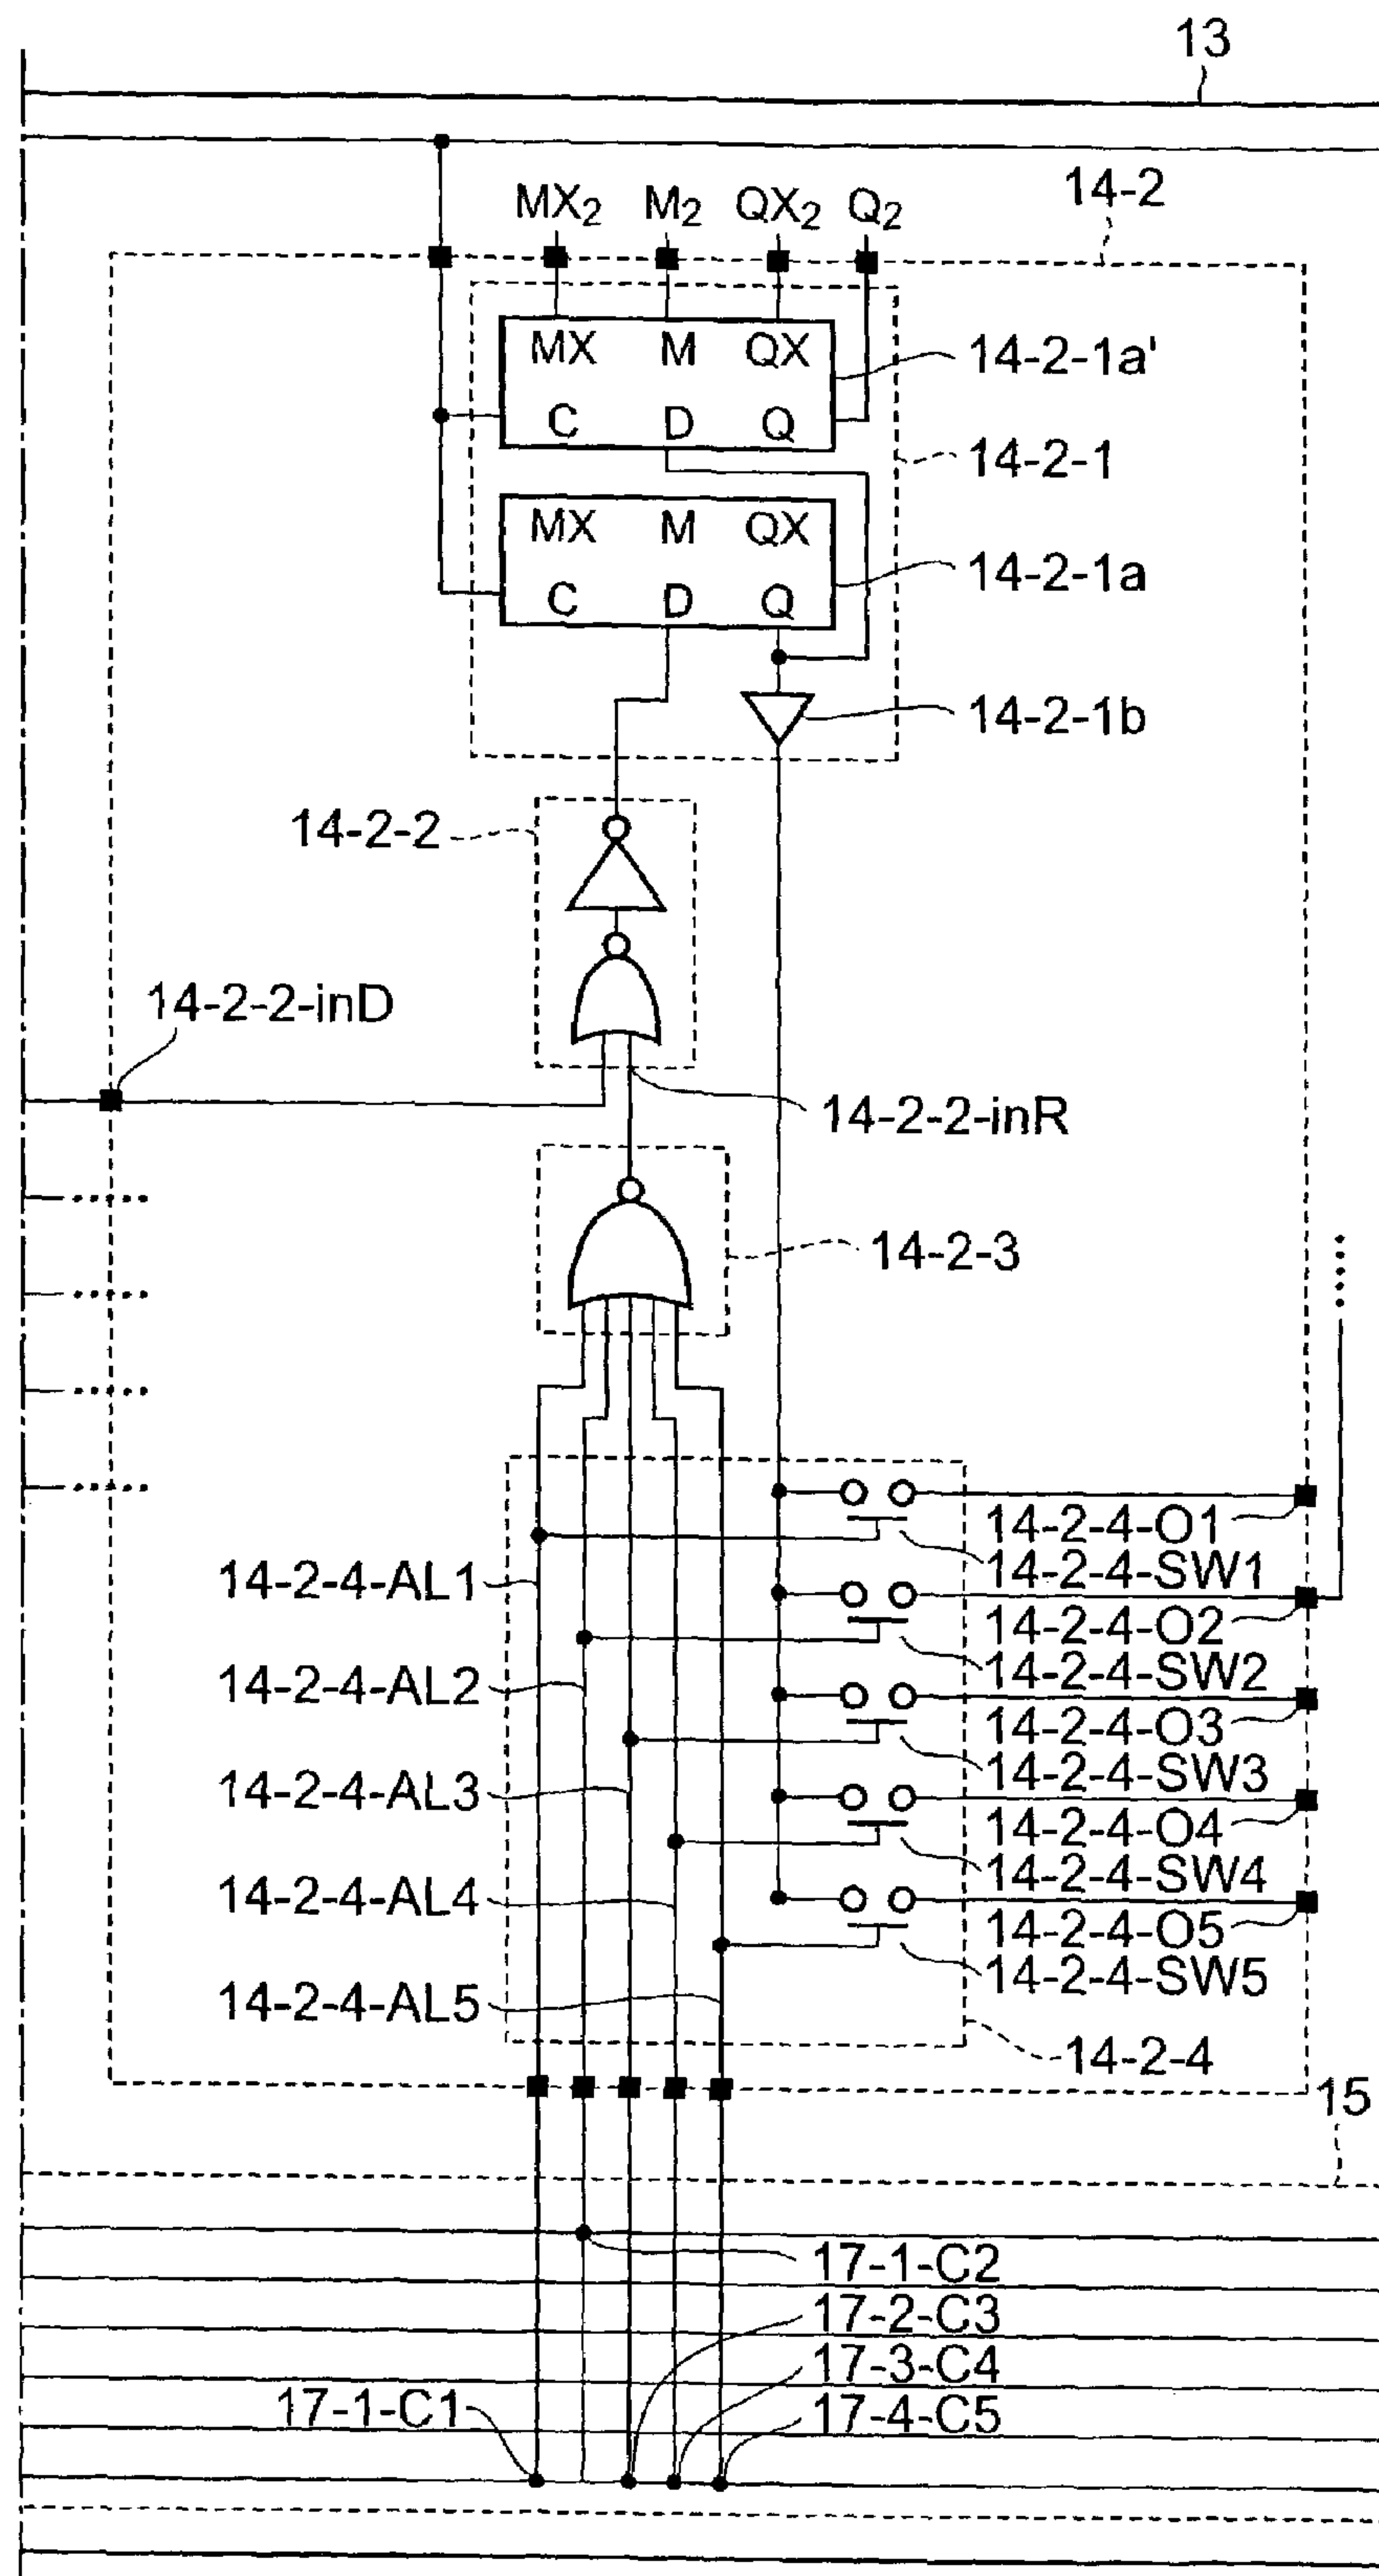 13
14-2
MX2 M2 QX2 Q2
MX M QX
C D Q
14-2-1a'
14-2-1
MX M QX
C D Q
14-2-1a
14-2-1b
14-2-2
14-2-2-inD
14-2-2-inR
14-2-3
14-2-4-O1
14-2-4-SW1
14-2-4-AL1
14-2-4-O2
14-2-4-SW2
14-2-4-AL2
14-2-4-O3
14-2-4-SW3
14-2-4-AL3
14-2-4-O4
14-2-4-SW4
14-2-4-AL4
14-2-4-O5
14-2-4-SW5
14-2-4-AL5
14-2-4
15
17-1-C2
17-2-C3
17-3-C4
17-1-C1
17-4-C5